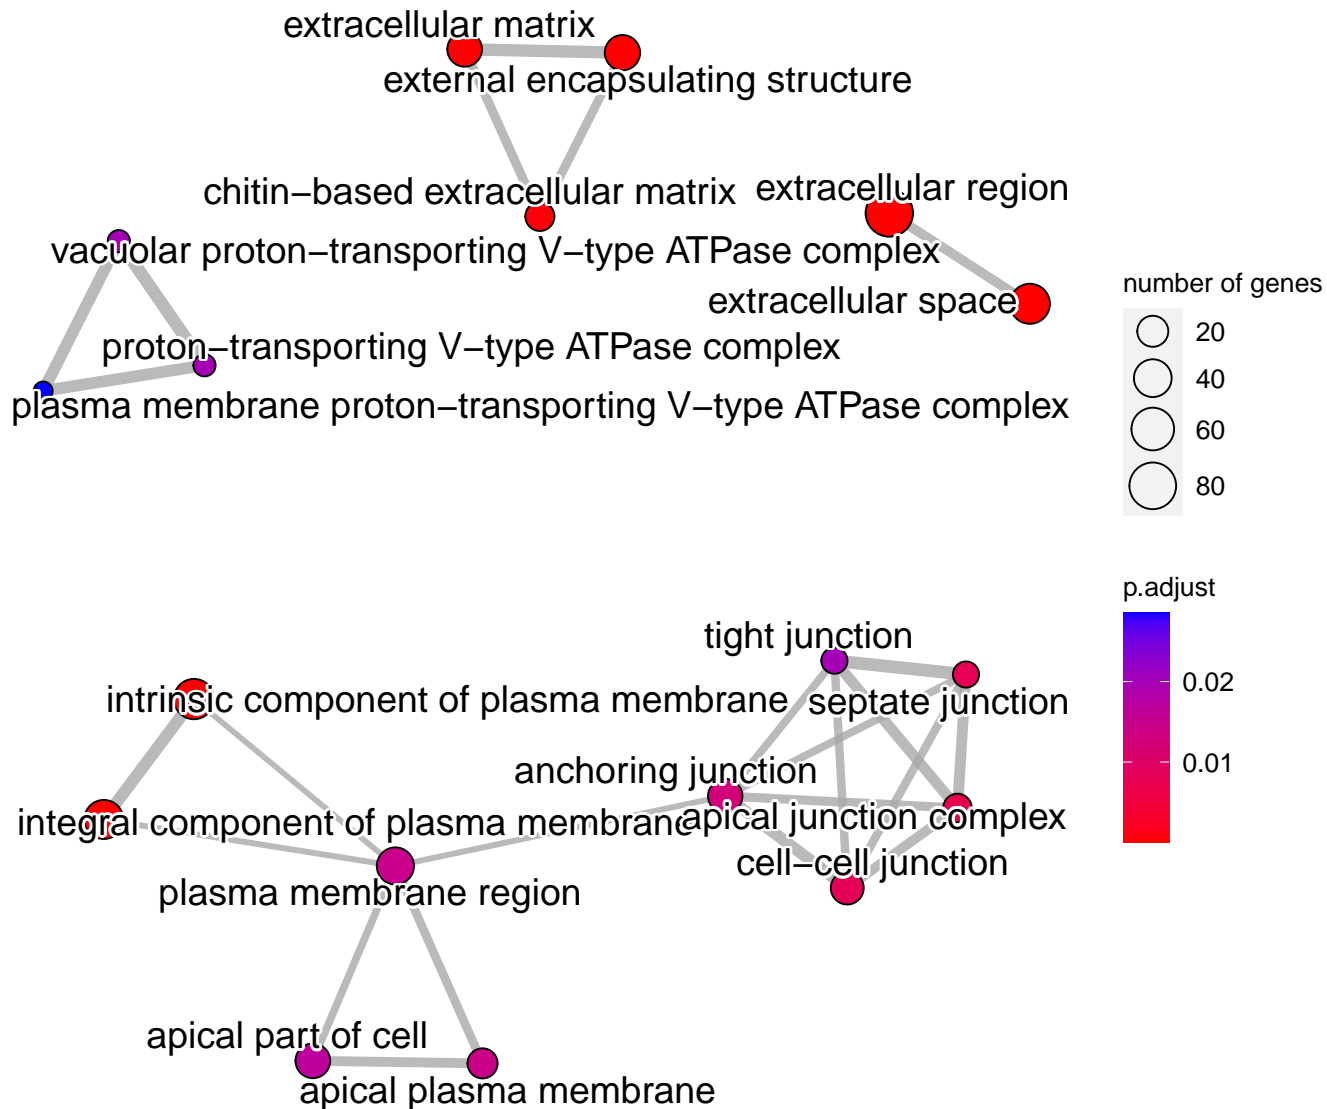 extracellular matrix
external encapsulating structure
chitin−based extracellular matrix
extracellular region
vacuolar proton−transporting V−type ATPase complex
extracellular space
proton−transporting V−type ATPase complex
plasma membrane proton−transporting V−type ATPase complex
number of genes
20
40
60
80
p.adjust
0.02
0.01
tight junction
intrinsic component of plasma membrane
septate junction
anchoring junction
integral component of plasma membrane
apical junction complex
cell−cell junction
plasma membrane region
apical part of cell
apical plasma membrane